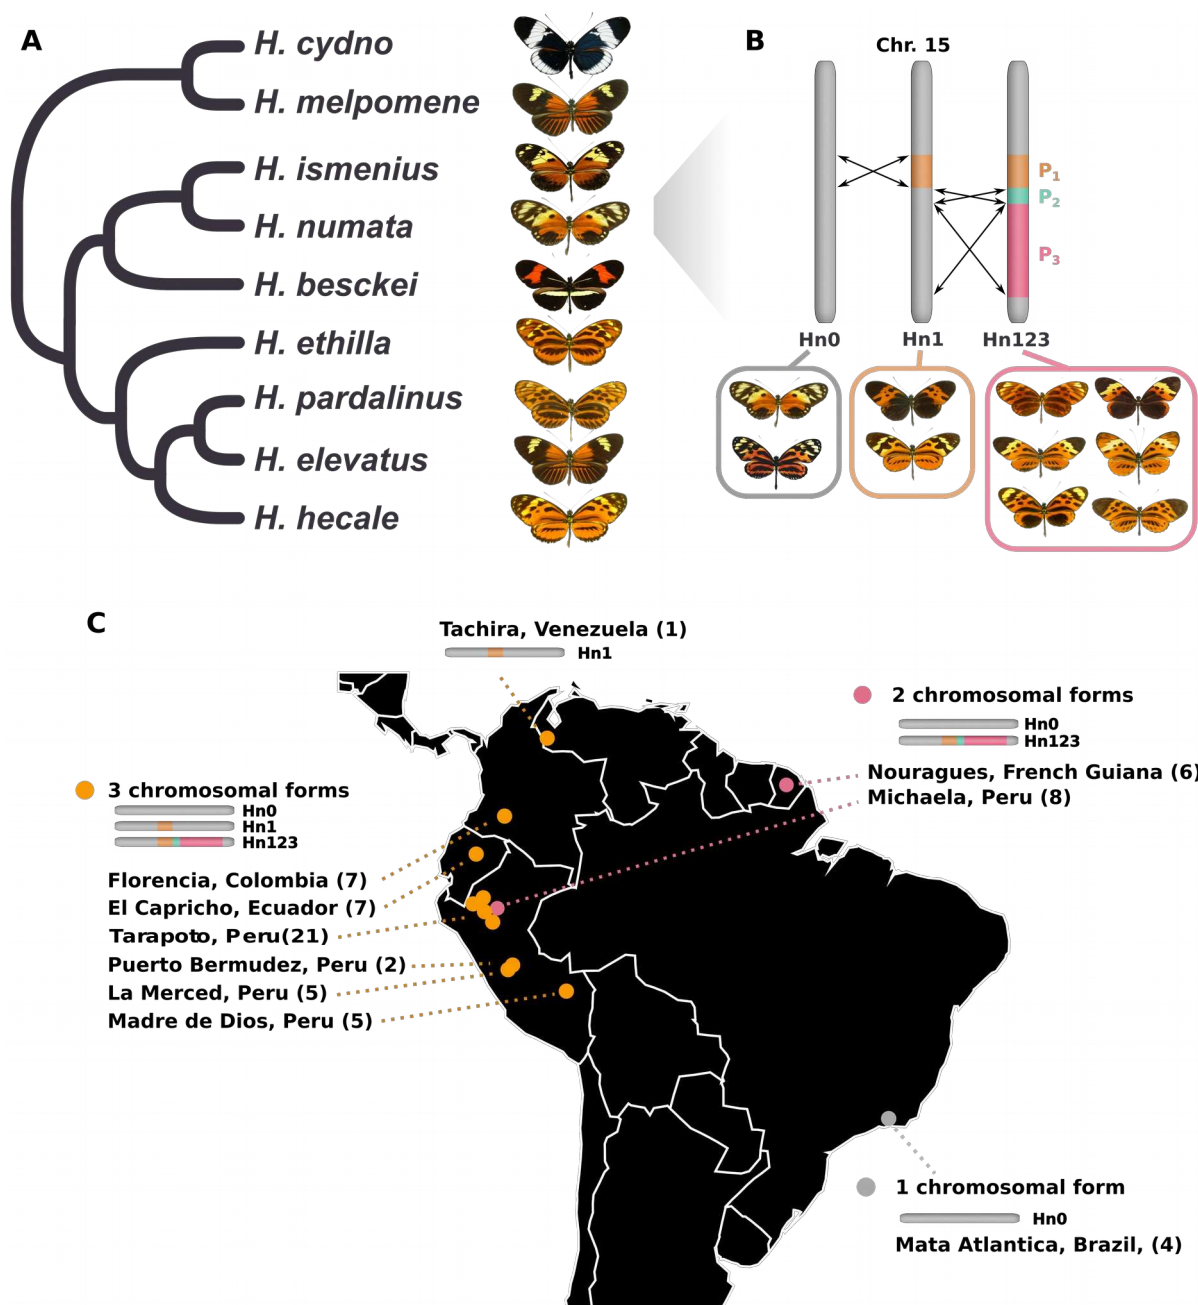 A
H. cydno
H. melpomene
H. ismenius
H. numata
H. besckei
H. ethilla
H. pardalinus
H. elevatus
H. hecale
B
Chr. 15
P1
P2
P3
Hn0 Hn1 Hn123
C
Tachira, Venezuela (1)
Hn1
2 chromosomal forms
Hn0
Hn123
Nouragues, French Guiana (6)
Michaela, Peru (8)
3 chromosomal forms
Hn0
Hn1
Hn123
Florencia, Colombia (7)
El Capricho, Ecuador (7)
Tarapoto, Peru(21)
Puerto Bermudez, Peru (2)
La Merced, Peru (5)
Madre de Dios, Peru (5)
1 chromosomal form
Hn0
Mata Atlantica, Brazil, (4)